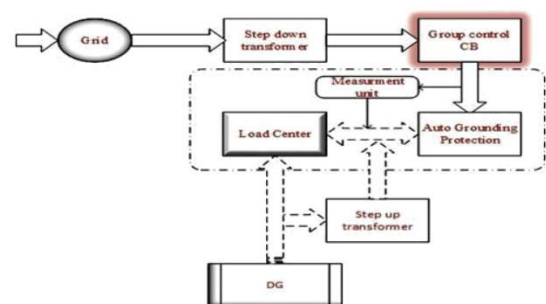 Grid
Step down
transformer
Group control
CB
Measurment
unit
Load Center
Auto Grounding
Protection
Step up
transformer
DG